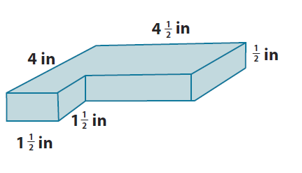 4 1/2 in
4 in
1/2 in
1 1/2 in
1 1/2 in